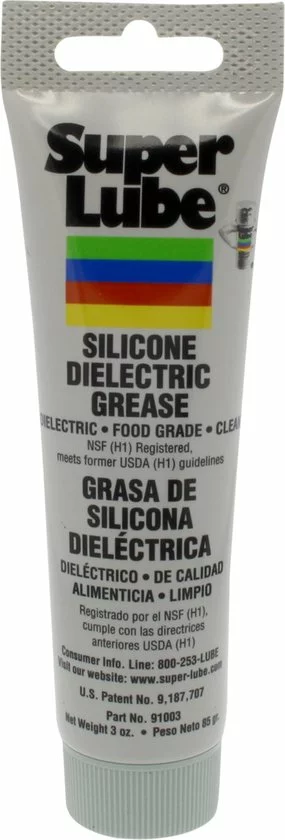 Super
Lube®
SILICONE
DIELECTRIC
GREASE
DIELECTRIC • FOOD GRADE • CLEAN
NSF (H1) Registered,
meets former USDA (H1) guidelines
GRASA DE
SILICONA
DIELÉCTRICA
DIELÉCTRICO • DE CALIDAD
ALIMENTICIA • LIMPIO
Registrado por el NSF (H1),
cumple con las directrices
anteriores USDA (H1)
Consumer Info. Line: 800-253-LUBE
Visit our website: www.super-lube.com
U.S. Patent No. 9,187,707
Part No. 91003
Net Weight 3 oz. • Peso Neto 85 gr.